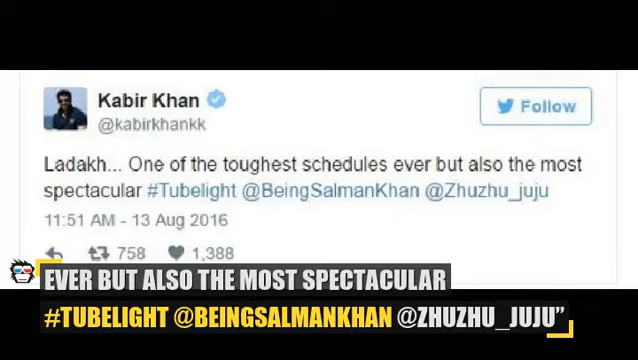 Kabir Khan
@kabirkhankk
Follow
Ladakh... One of the toughest schedules ever but also the most
spectacular #Tubelight @BeingSalmanKhan @Zhuzhu_juju
11:51 AM - 13 Aug 2016
758 1,388
EVER BUT ALSO THE MOST SPECTACULAR
#TUBELIGHT @BEINGSALMANKHAN @ZHUZHU_JUJU”